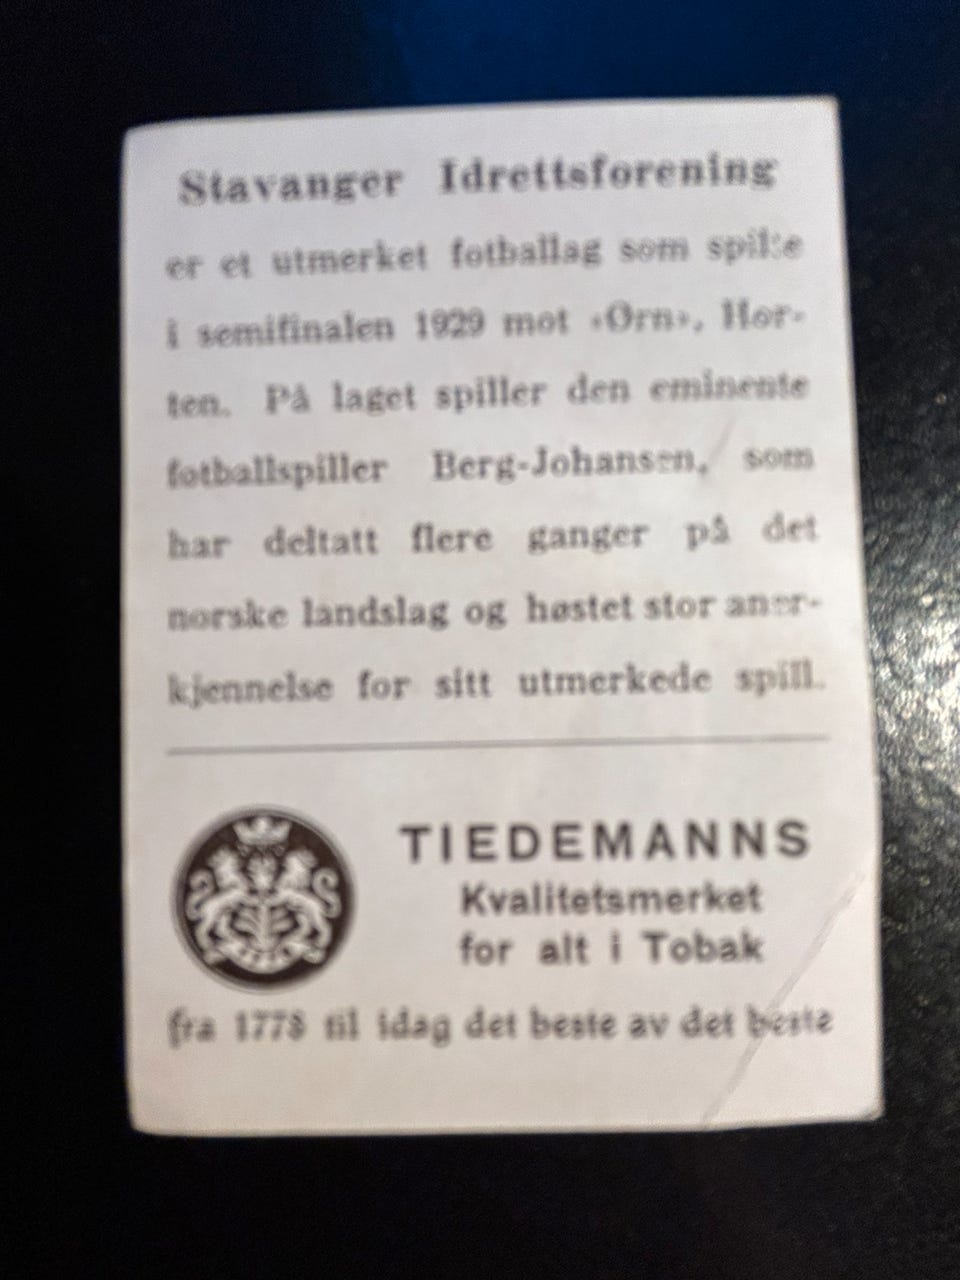 Stavanger Idrettsforening
er et utmerket fotballag som spilte
i semifinalen 1929 mot «Ørn», Hor-
ten. På laget spiller den eminente
fotballspiller Berg-Johansen, som
har deltatt flere ganger på det
norske landslag og høstet stor aner-
kjennelse for sitt utmerkede spill.
TIEDEMANNS
Kvalitetsmerket
for alt i Tobak
fra 1778 til idag det beste av det beste